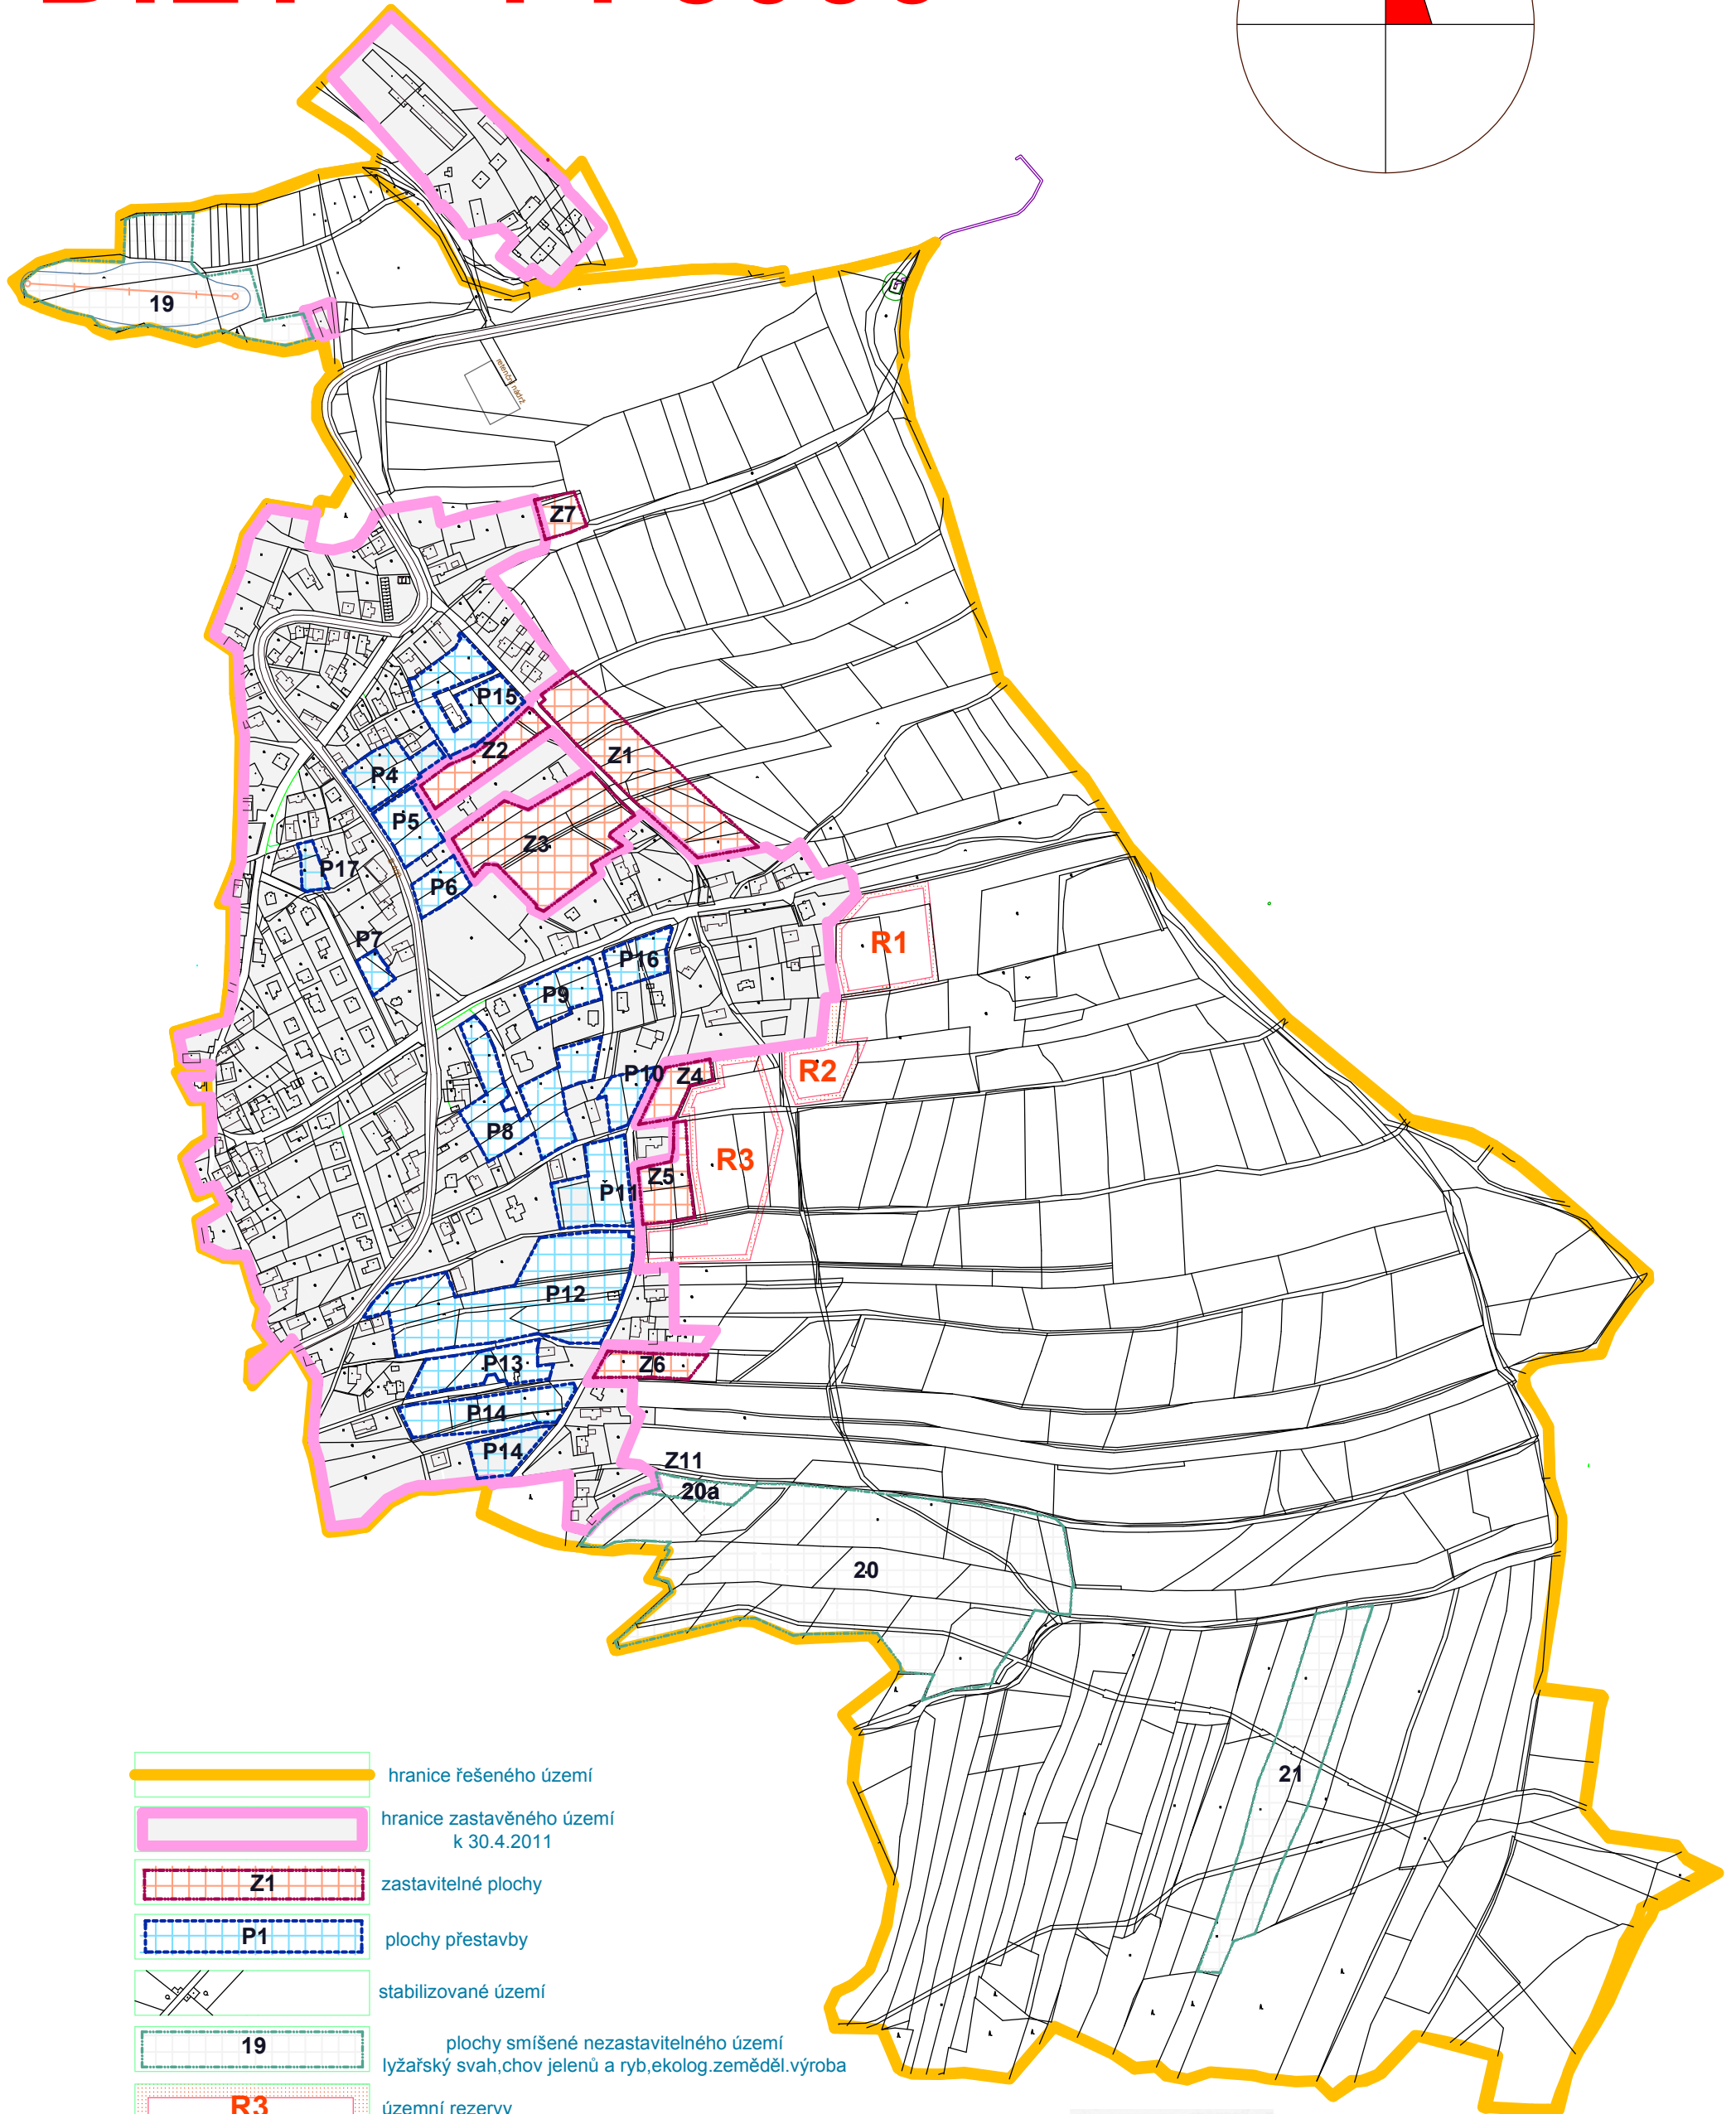 19
retenční nádrž
Z7
P15
Z2
Z1
P4
P5
Z3
P17
P6
P7
R1
P16
P9
R2
P10
Z4
P8
R3
Z5
P11
P12
Z6
P13
P14
P14
Z11
20a
20
21
hranice řešeného území
hranice zastavěného území
k 30.4.2011
Z1
zastavitelné plochy
P1
plochy přestavby
stabilizované území
19
plochy smíšené nezastavitelného území
lyžařský svah,chov jelenů a ryb,ekolog.zeměděl.výroba
R3
územní rezervy